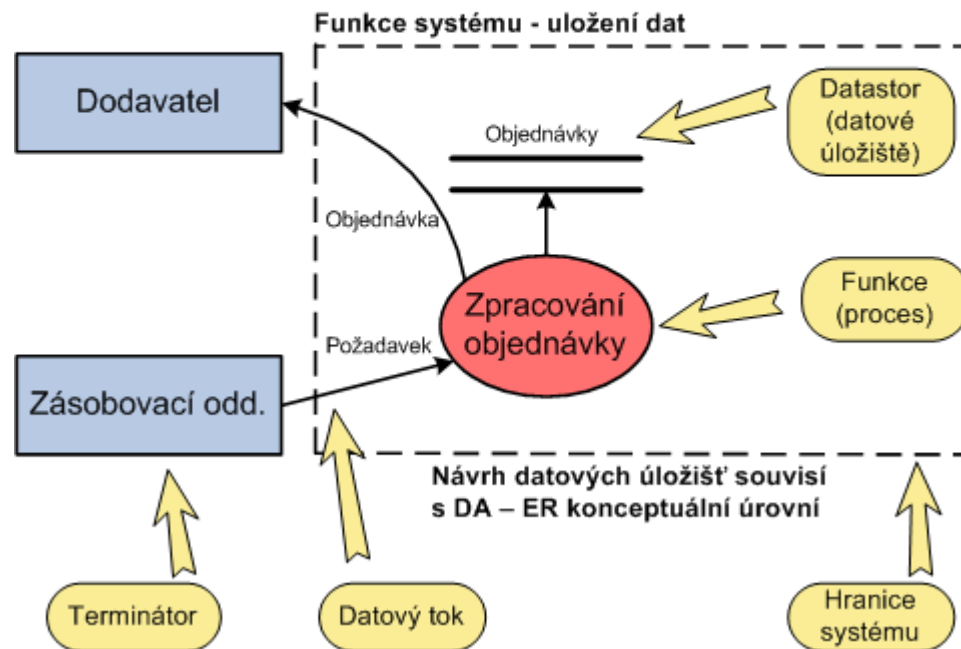 Funkce systému - uložení dat
Dodavatel
Objednávky
Datastor
(datové
úložiště)
Objednávka
Zpracování
objednávky
Funkce
(proces)
Požadavek
Zásobovací odd.
Návrh datových úložišť souvisí
s DA – ER konceptuální úrovní
Terminátor
Datový tok
Hranice
systému